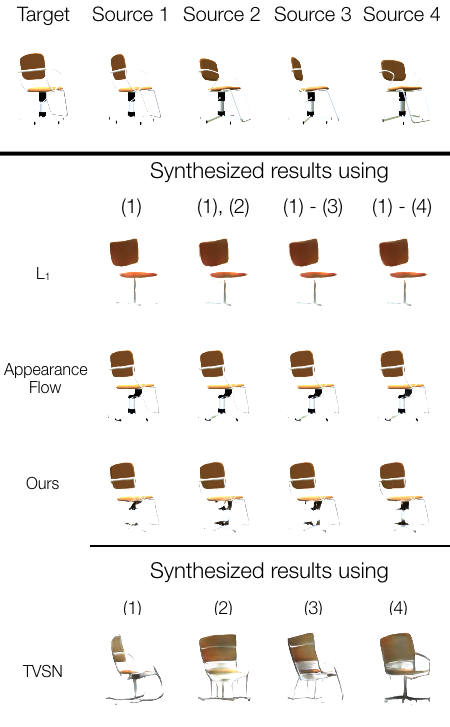 Target Source 1 Source 2 Source 3 Source 4
Synthesized results using
(1) (1), (2) (1) - (3) (1) - (4)
L₁
Appearance
Flow
Ours
Synthesized results using
(1) (2) (3) (4)
TVSN